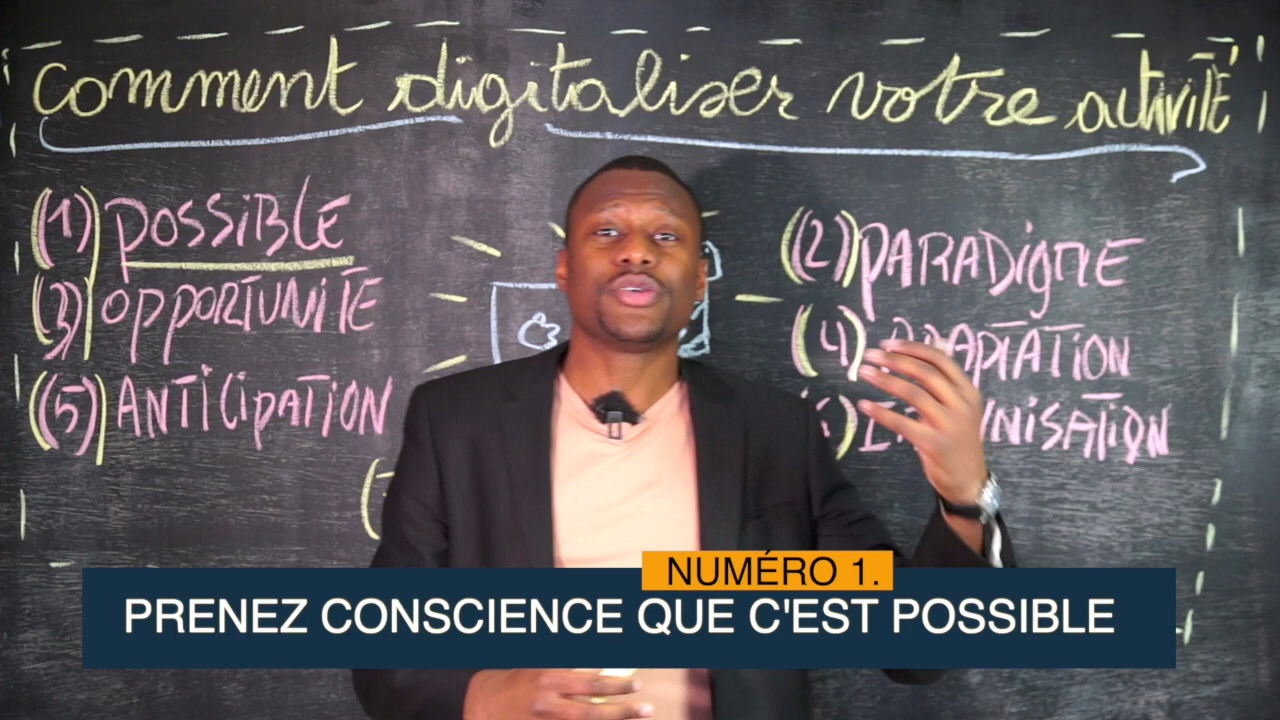 Comment digitaliser votre activité
(1) POSSIBLE
(2) PARADIGME
(3) OPPORTUNITÉ
(4) ADAPTATION
(5) ANTICIPATION
NUMÉRO 1.
PRENEZ CONSCIENCE QUE C'EST POSSIBLE